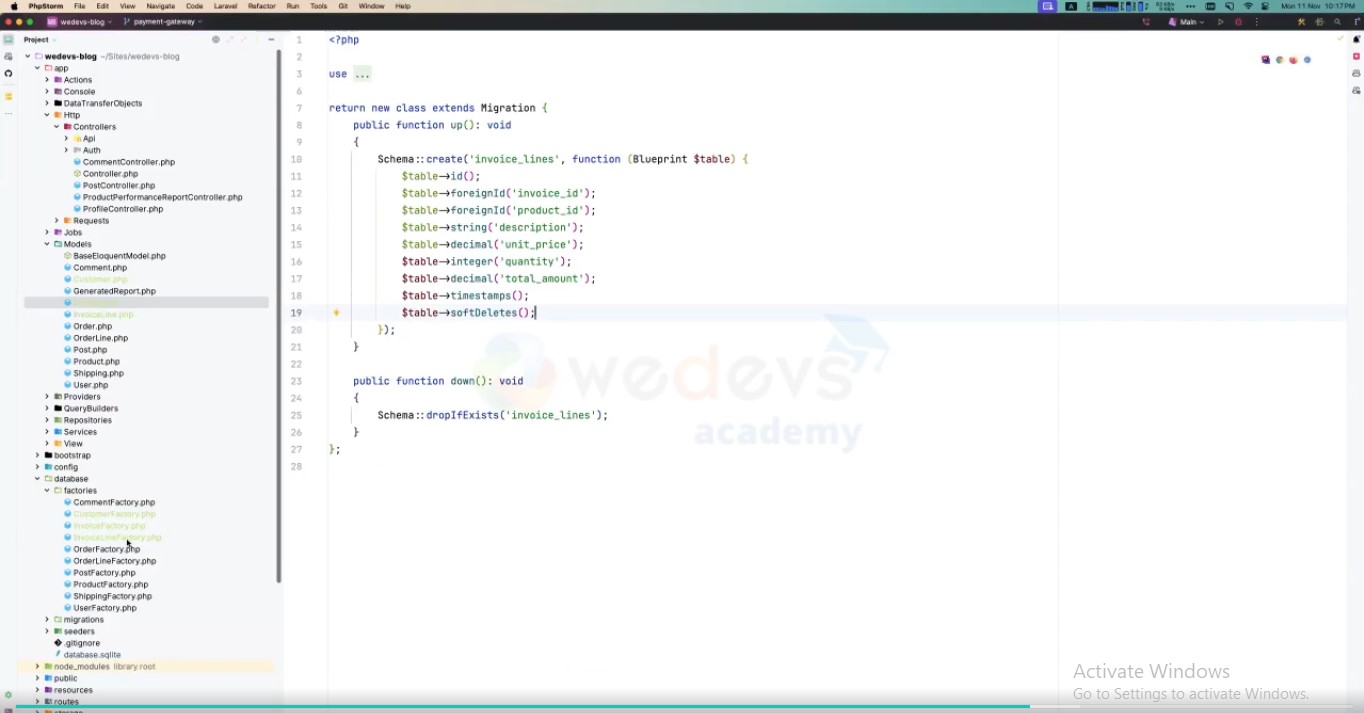 PhpStorm File Edit View Navigate Code Laravel Refactor Run Tools Git Window Help
Mon 11 Nov 10:17 PM
wedevs-blog payment-gateway
Main
Project
wedevs-blog ~/Sites/wedevs-blog
app
Actions
Console
DataTransferObjects
Http
Controllers
Api
Auth
CommentController.php
Controller.php
PostController.php
ProductPerformanceReportController.php
ProfileController.php
Requests
Jobs
Models
BaseEloquentModel.php
Comment.php
Customer.php
GeneratedReport.php
InvoiceLine.php
Order.php
OrderLine.php
Post.php
Product.php
Shipping.php
User.php
Providers
QueryBuilders
Repositories
Services
View
bootstrap
config
database
factories
CommentFactory.php
CustomerFactory.php
InvoiceFactory.php
InvoiceLineFactory.php
OrderFactory.php
OrderLineFactory.php
PostFactory.php
ProductFactory.php
ShippingFactory.php
UserFactory.php
migrations
seeders
.gitignore
database.sqlite
node_modules library root
public
resources
routes
storage
1 <?php
2
3 use ...
6
7 return new class extends Migration {
8 public function up(): void
9 {
10 Schema::create('invoice_lines', function (Blueprint $table) {
11 $table->id();
12 $table->foreignId('invoice_id');
13 $table->foreignId('product_id');
14 $table->string('description');
15 $table->decimal('unit_price');
16 $table->integer('quantity');
17 $table->decimal('total_amount');
18 $table->timestamps();
19 $table->softDeletes();
20 });
21 }
22
23 public function down(): void
24 {
25 Schema::dropIfExists('invoice_lines');
26 }
27 };
28
wedevs
academy
Activate Windows
Go to Settings to activate Windows.